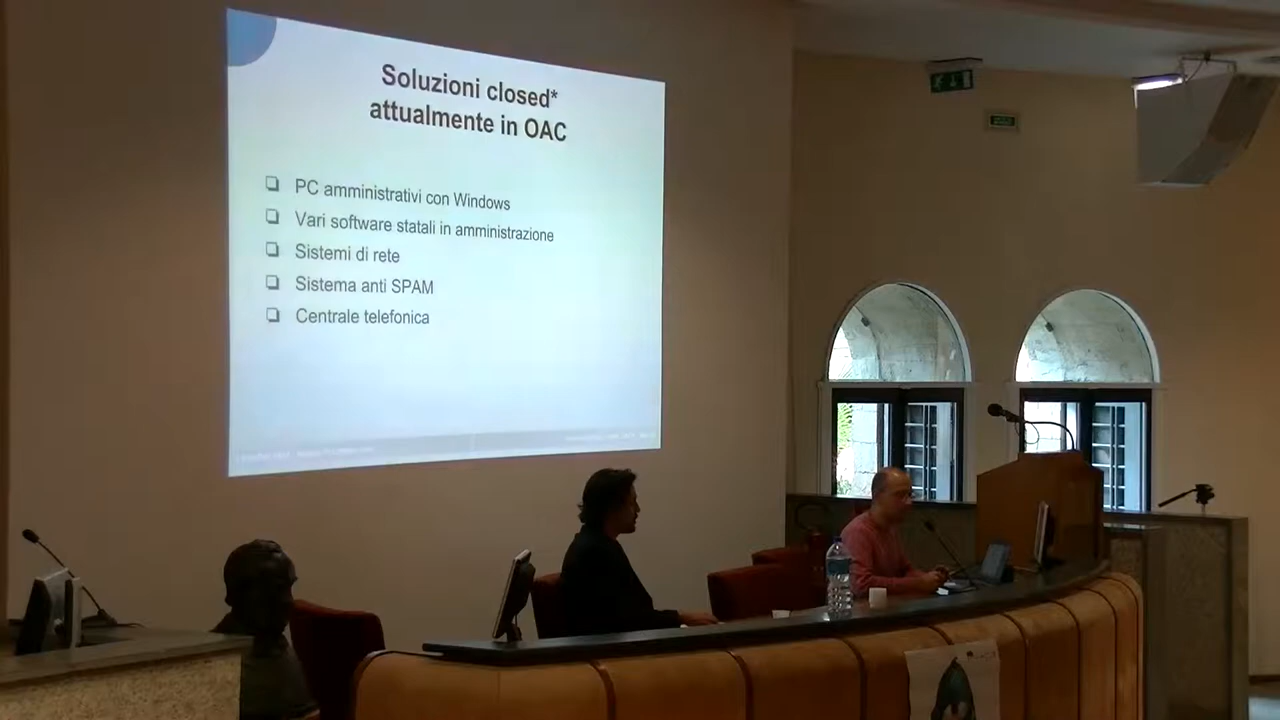 Soluzioni closed*
attualmente in OAC
PC amministrativi con Windows
Vari software statali in amministrazione
Sistemi di rete
Sistema anti SPAM
Centrale telefonica